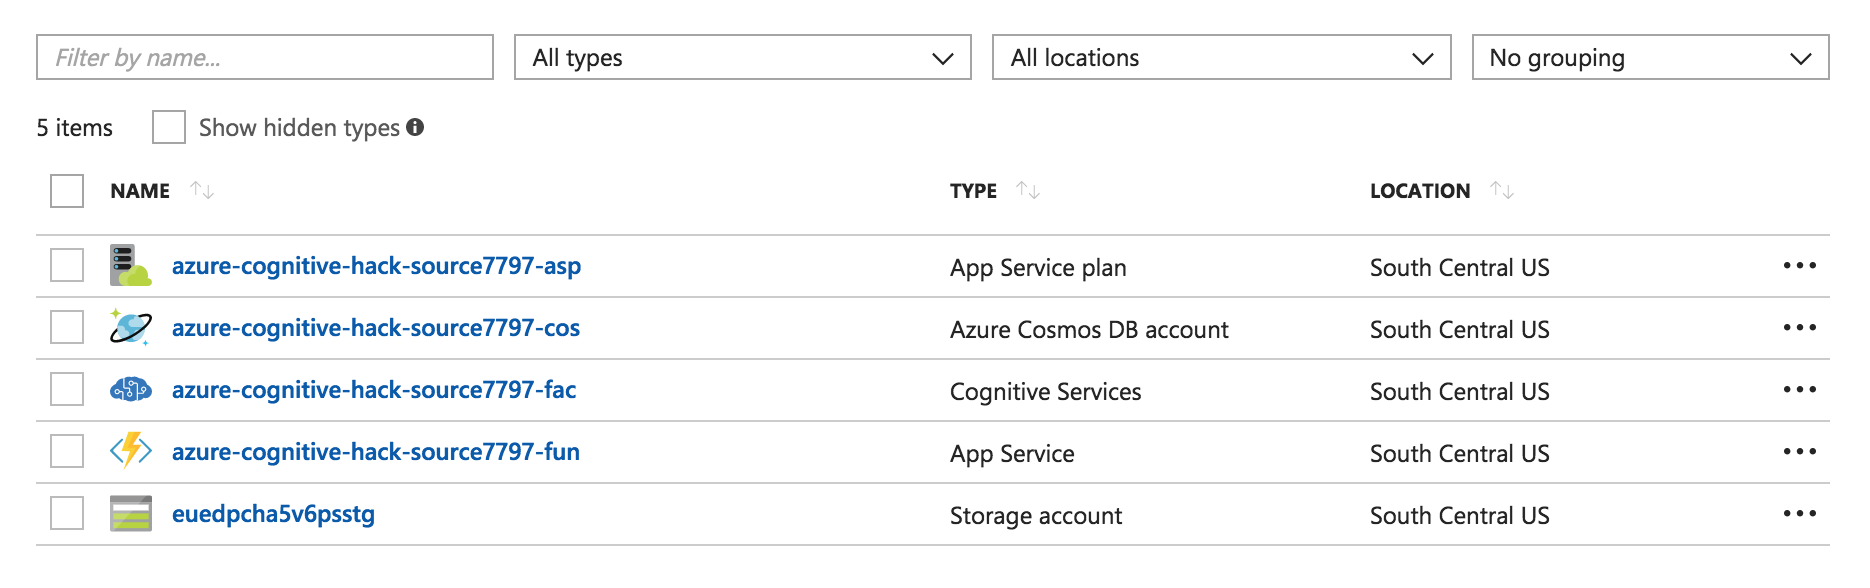 Filter by name... All types All locations No grouping
5 items Show hidden types
NAME TYPE LOCATION
azure-cognitive-hack-source7797-asp App Service plan South Central US
azure-cognitive-hack-source7797-cos Azure Cosmos DB account South Central US
azure-cognitive-hack-source7797-fac Cognitive Services South Central US
azure-cognitive-hack-source7797-fun App Service South Central US
euedpcha5v6psstg Storage account South Central US